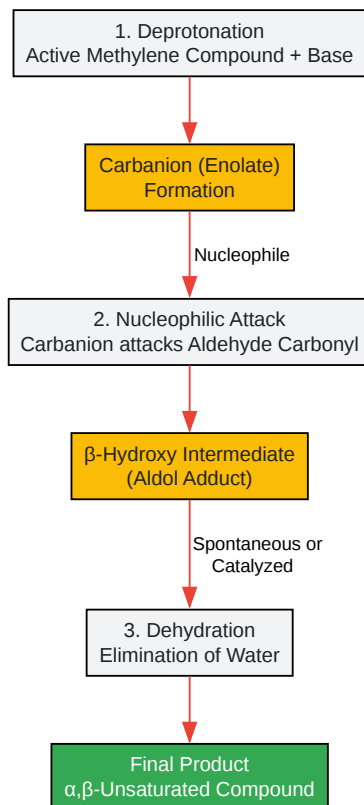 1. Deprotonation
Active Methylene Compound + Base
Carbanion (Enolate)
Formation
Nucleophile
2. Nucleophilic Attack
Carbanion attacks Aldehyde Carbonyl
β-Hydroxy Intermediate
(Aldol Adduct)
Spontaneous or
Catalyzed
3. Dehydration
Elimination of Water
Final Product
α,β-Unsaturated Compound